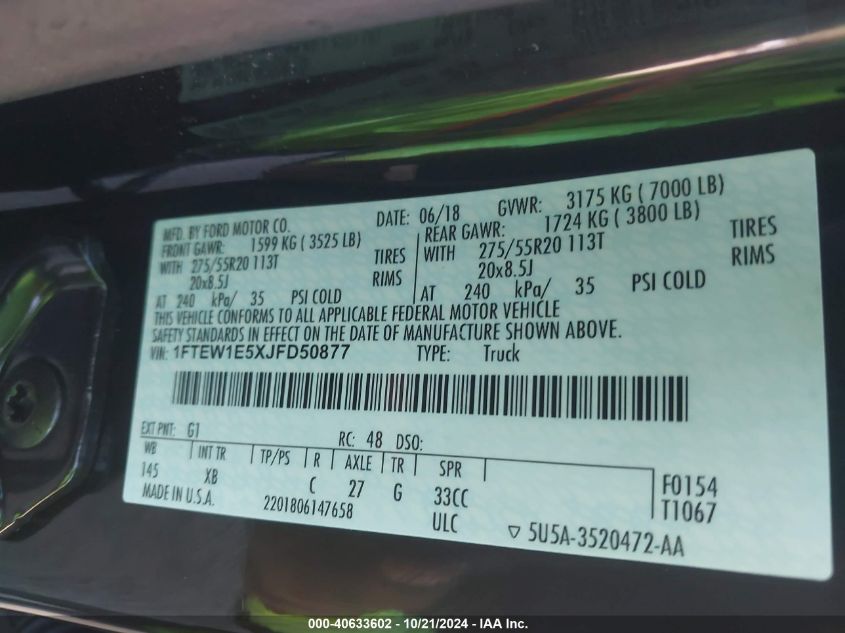 MFD. BY FORD MOTOR CO. DATE: 06/18 GVWR: 3175 KG ( 7000 LB)
FRONT GAWR: 1599 KG ( 3525 LB) REAR GAWR: 1724 KG ( 3800 LB)
WITH 275/55R20 113T TIRES WITH 275/55R20 113T TIRES
20x8.5J RIMS 20x8.5J RIMS
AT 240 kPa/ 35 PSI COLD AT 240 kPa/ 35 PSI COLD
THIS VEHICLE CONFORMS TO ALL APPLICABLE FEDERAL MOTOR VEHICLE
SAFETY STANDARDS IN EFFECT ON THE DATE OF MANUFACTURE SHOWN ABOVE.
VIN: 1FTEW1E5XJFD50877 TYPE: Truck
EXT PNT: G1 RC: 48 DSO:
WB INT TR TP/PS R AXLE TR SPR
145 XB C 27 G 33CC F0154
MADE IN U.S.A. 2201806147658 ULC T1067
5U5A-3520472-AA
000-40633602 - 10/21/2024 - IAA Inc.